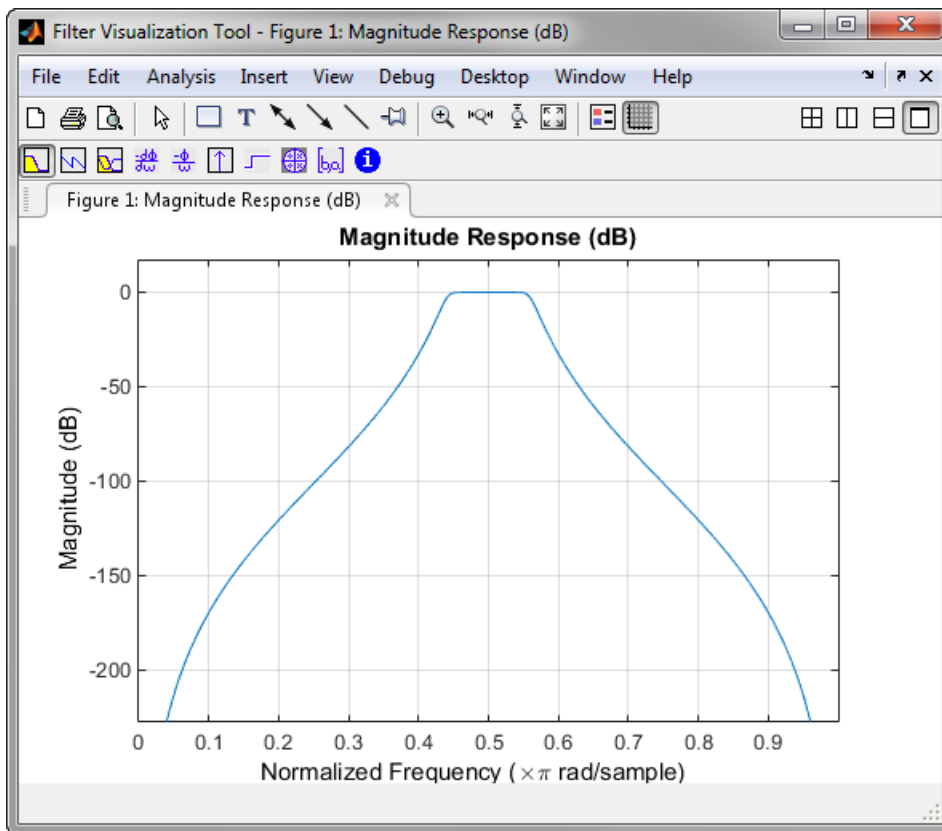 Filter Visualization Tool - Figure 1: Magnitude Response (dB)
File Edit Analysis Insert View Debug Desktop Window Help
T
[b,a] i
Figure 1: Magnitude Response (dB)
Magnitude Response (dB)
0
-50
-100
-150
-200
Magnitude (dB)
0 0.1 0.2 0.3 0.4 0.5 0.6 0.7 0.8 0.9
Normalized Frequency (×π rad/sample)